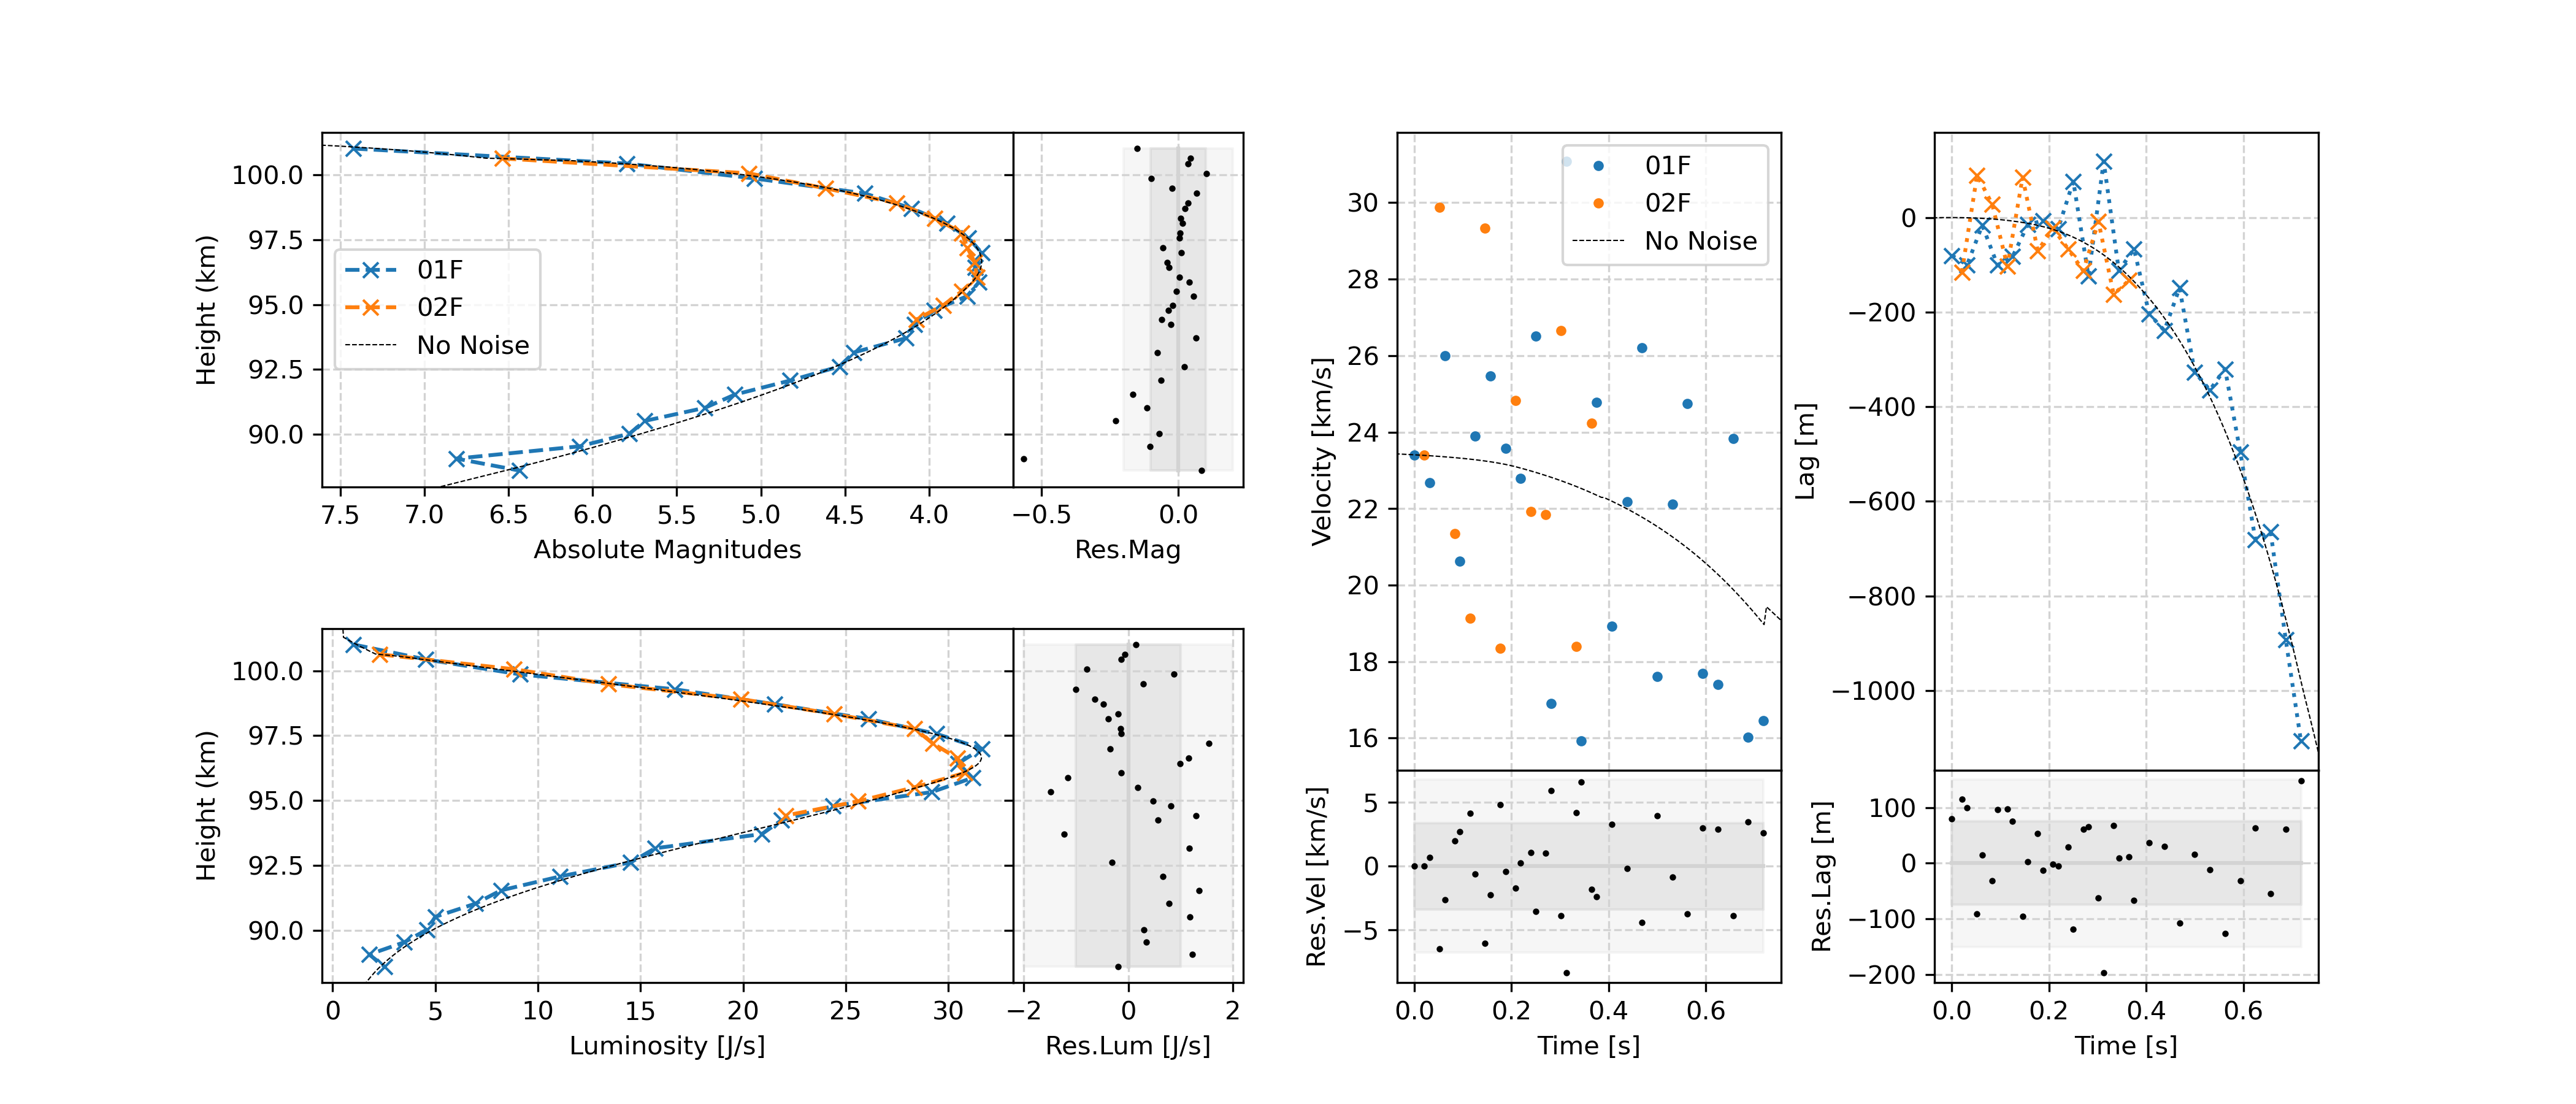 100.0
97.5
95.0
92.5
90.0
Height (km)
01F
02F
No Noise
7.5 7.0 6.5 6.0 5.5 5.0 4.5 4.0
Absolute Magnitudes
−0.5 0.0
Res.Mag
100.0
97.5
95.0
92.5
90.0
Height (km)
0 5 10 15 20 25 30
Luminosity [J/s]
−2 0 2
Res.Lum [J/s]
30
28
26
24
22
20
18
16
Velocity [km/s]
01F
02F
No Noise
5
0
−5
Res.Vel [km/s]
0.0 0.2 0.4 0.6
Time [s]
0
−200
−400
−600
−800
−1000
Lag [m]
100
0
−100
−200
Res.Lag [m]
0.0 0.2 0.4 0.6
Time [s]